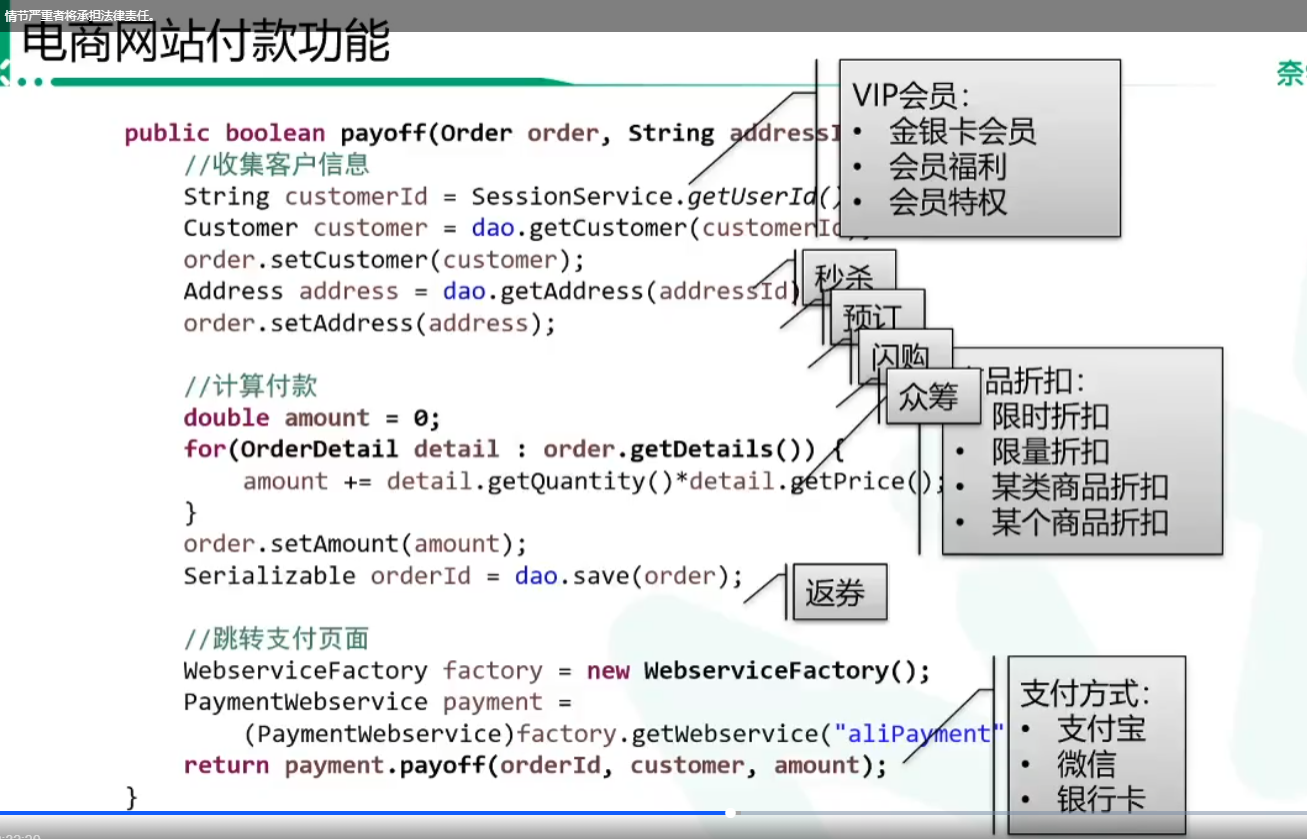 情节严重者将承担法律责任。
电商网站付款功能
public boolean payoff(Order order, String addressI
//收集客户信息
String customerId = SessionService.getUserId()
Customer customer = dao.getCustomer(customerId);
order.setCustomer(customer);
Address address = dao.getAddress(addressId)
order.setAddress(address);
//计算付款
double amount = 0;
for(OrderDetail detail : order.getDetails()) {
amount += detail.getQuantity()*detail.getPrice();
}
order.setAmount(amount);
Serializable orderId = dao.save(order);
//跳转支付页面
WebserviceFactory factory = new WebserviceFactory();
PaymentWebservice payment =
(PaymentWebservice)factory.getWebservice("aliPayment"
return payment.payoff(orderId, customer, amount);
}
VIP会员：
• 金银卡会员
• 会员福利
• 会员特权
秒杀
预订
闪购
众筹
品折扣：
限时折扣
• 限量折扣
• 某类商品折扣
• 某个商品折扣
返券
支付方式：
• 支付宝
• 微信
• 银行卡
奈